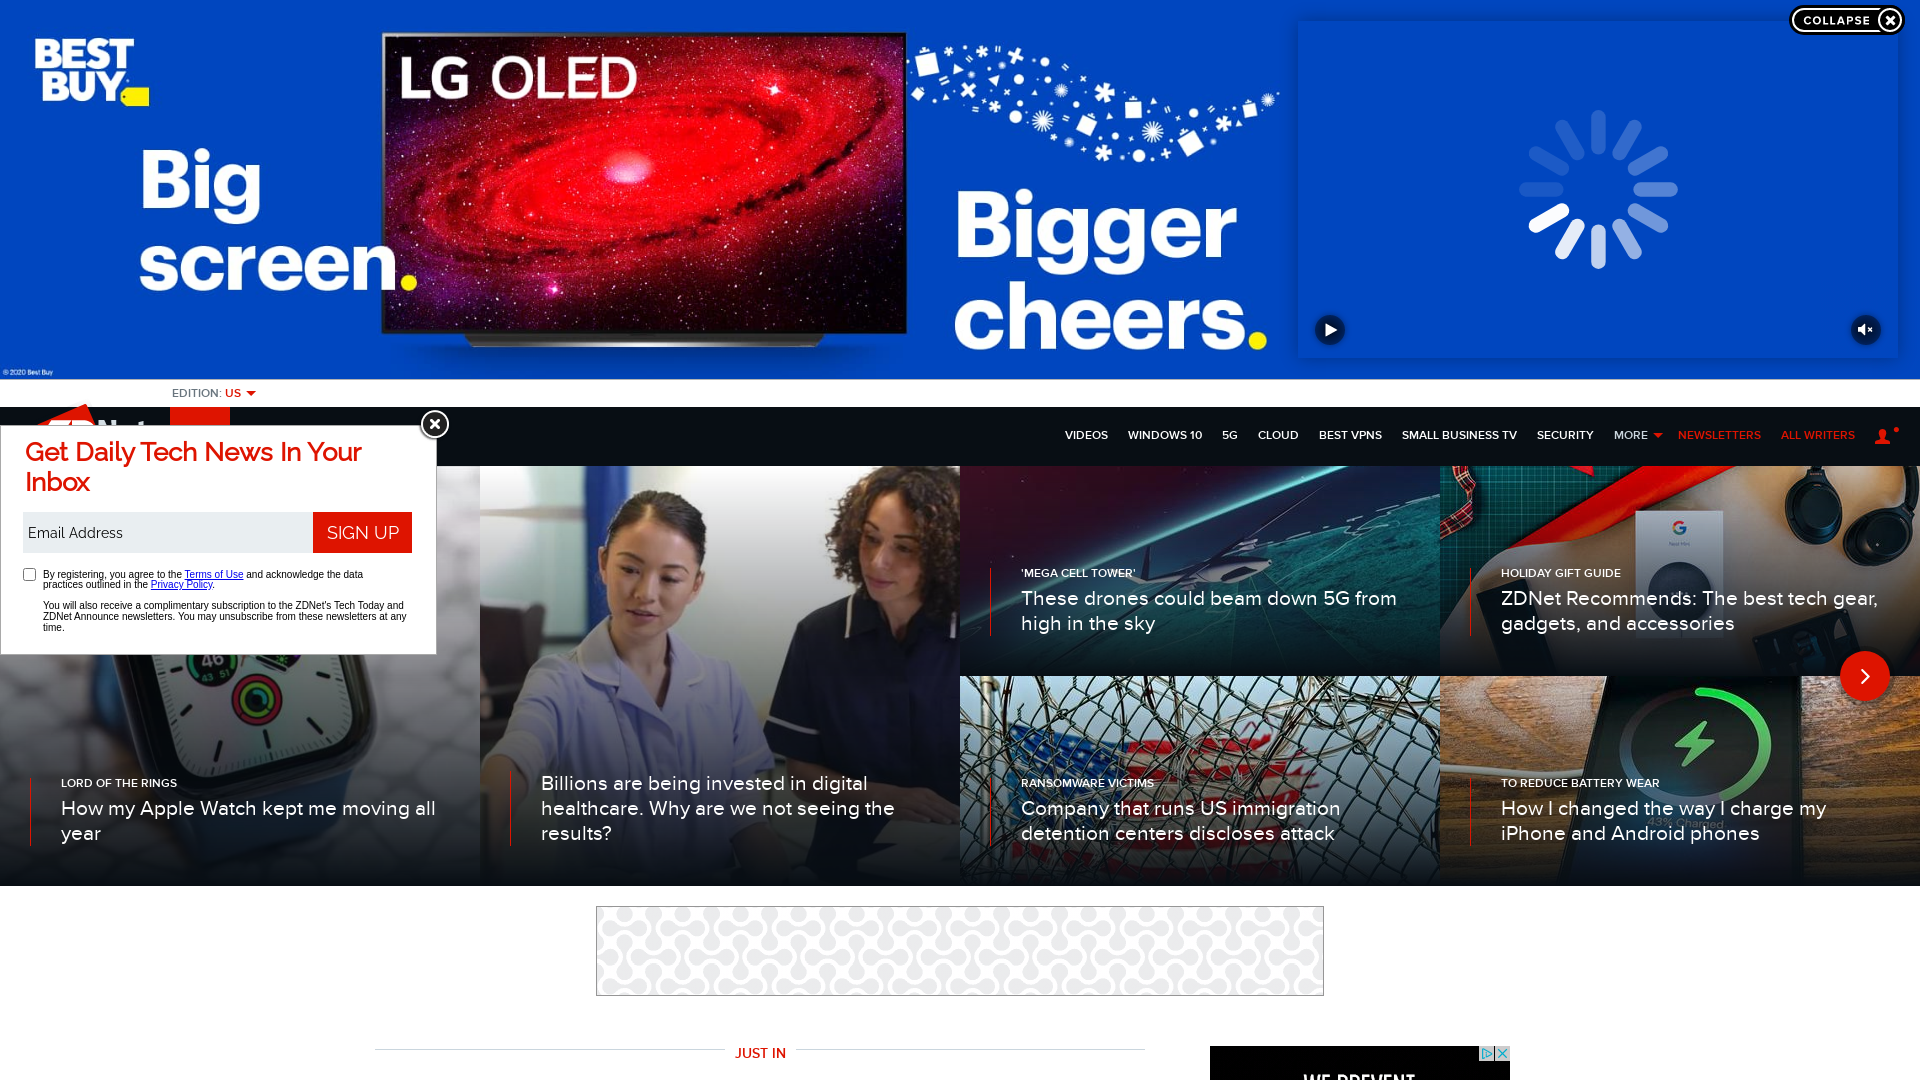 COLLAPSE
BEST
BUY
LG OLED
Big
screen.
Bigger
cheers.
© 2020 Best Buy
EDITION: US
VIDEOS WINDOWS 10 5G CLOUD BEST VPNS SMALL BUSINESS TV SECURITY MORE NEWSLETTERS ALL WRITERS
Get Daily Tech News In Your
Inbox
Email Address
SIGN UP
By registering, you agree to the Terms of Use and acknowledge the data
practices outlined in the Privacy Policy.
You will also receive a complimentary subscription to the ZDNet's Tech Today and
ZDNet Announce newsletters. You may unsubscribe from these newsletters at any
time.
'MEGA CELL TOWER'
These drones could beam down 5G from
high in the sky
HOLIDAY GIFT GUIDE
ZDNet Recommends: The best tech gear,
gadgets, and accessories
LORD OF THE RINGS
How my Apple Watch kept me moving all
year
Billions are being invested in digital
healthcare. Why are we not seeing the
results?
RANSOMWARE VICTIMS
Company that runs US immigration
detention centers discloses attack
TO REDUCE BATTERY WEAR
How I changed the way I charge my
iPhone and Android phones
43% Charged
JUST IN
WE PREVENT